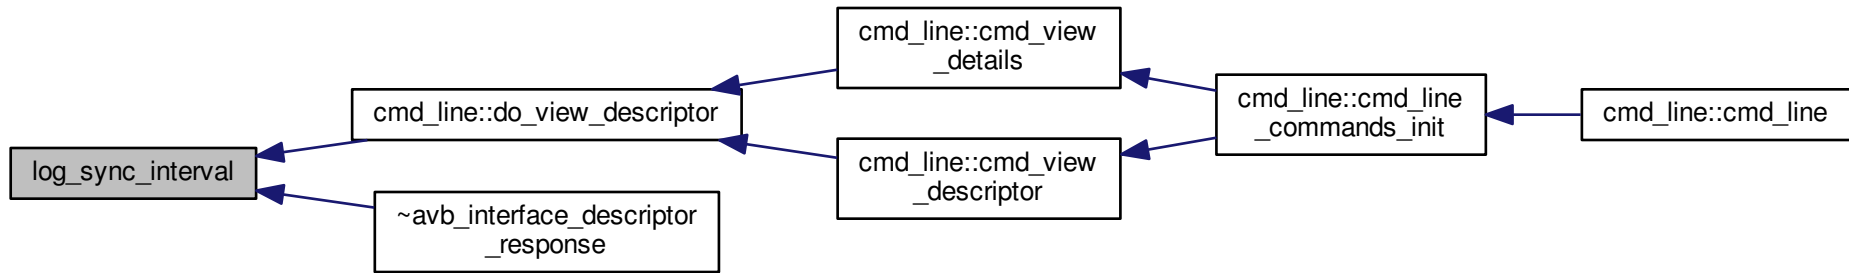 log_sync_interval
cmd_line::do_view_descriptor
~avb_interface_descriptor
_response
cmd_line::cmd_view
_details
cmd_line::cmd_view
_descriptor
cmd_line::cmd_line
_commands_init
cmd_line::cmd_line